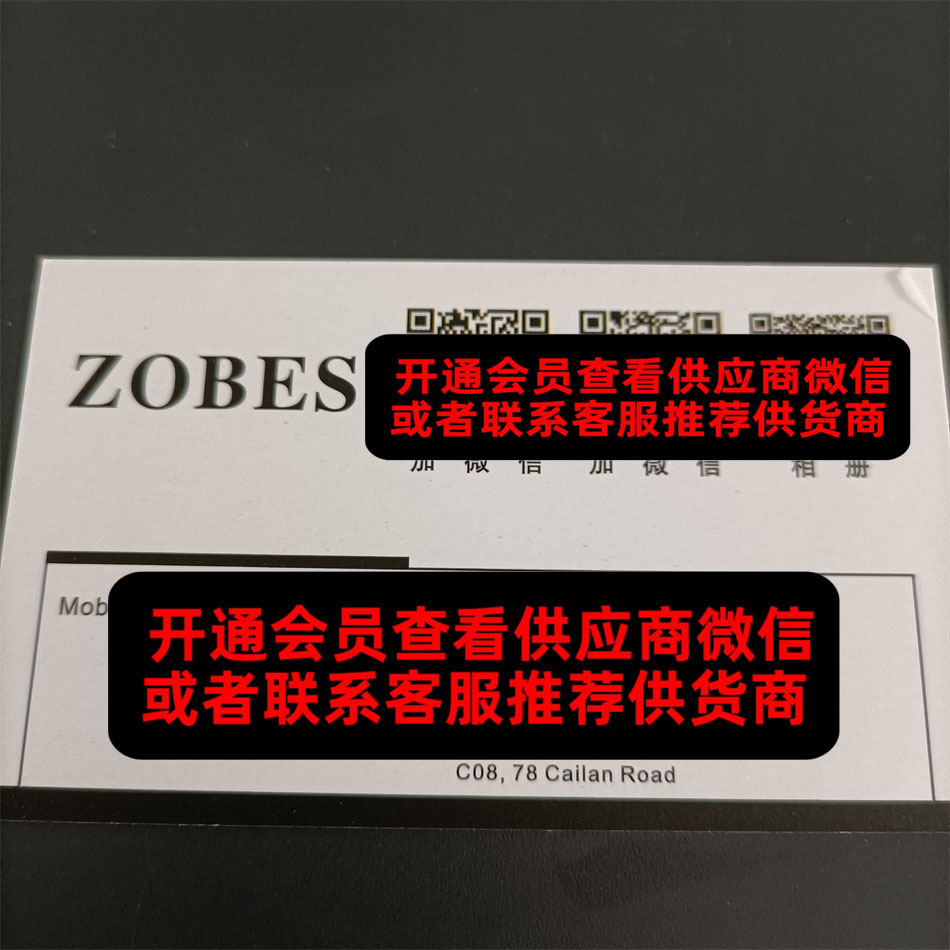 ZOBES
开通会员查看供应商微信
或者联系客服推荐供货商
加 微 信 加 微 信 相 册
Mob
开通会员查看供应商微信
或者联系客服推荐供货商
C08, 78 Cailan Road